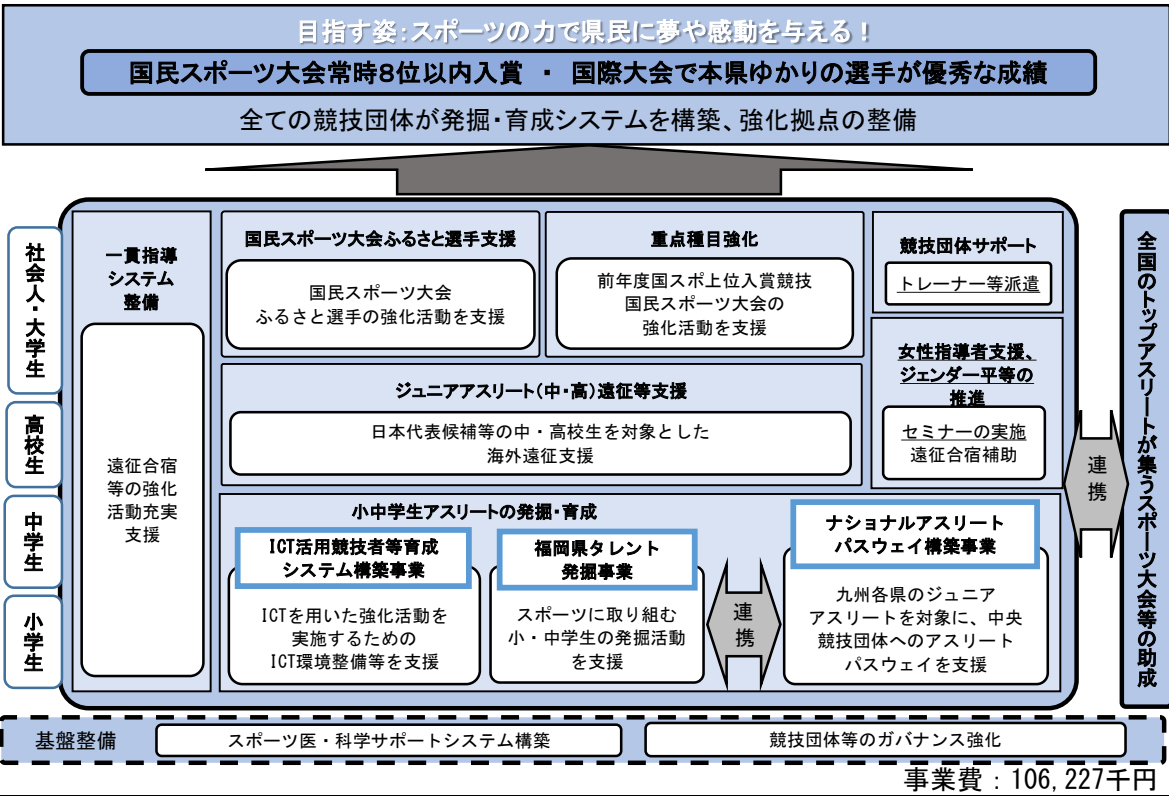 目指す姿：スポーツの力で県民に夢や感動を与える！
国民スポーツ大会常時8位以内入賞 ・ 国際大会で本県ゆかりの選手が優秀な成績
全ての競技団体が発掘・育成システムを構築、強化拠点の整備
社会人・大学生
高校生
中学生
小学生
一貫指導
システム
整備
遠征合宿
等の強化
活動充実
支援
国民スポーツ大会ふるさと選手支援
国民スポーツ大会
ふるさと選手の強化活動を支援
重点種目強化
前年度国スポ上位入賞競技
国民スポーツ大会の
強化活動を支援
競技団体サポート
トレーナー等派遣
女性指導者支援、
ジェンダー平等の
推進
セミナーの実施
遠征合宿補助
ジュニアアスリート（中・高）遠征等支援
日本代表候補等の中・高校生を対象とした
海外遠征支援
小中学生アスリートの発掘・育成
ICT活用競技者等育成
システム構築事業
ICTを用いた強化活動を
実施するための
ICT環境整備等を支援
福岡県タレント
発掘事業
スポーツに取り組む
小・中学生の発掘活動
を支援
連
携
ナショナルアスリート
パスウェイ構築事業
九州各県のジュニア
アスリートを対象に、中央
競技団体へのアスリート
パスウェイを支援
連
携
全国のトップアスリートが集うスポーツ大会等の助成
基盤整備
スポーツ医・科学サポートシステム構築
競技団体等のガバナンス強化
事業費：106,227千円